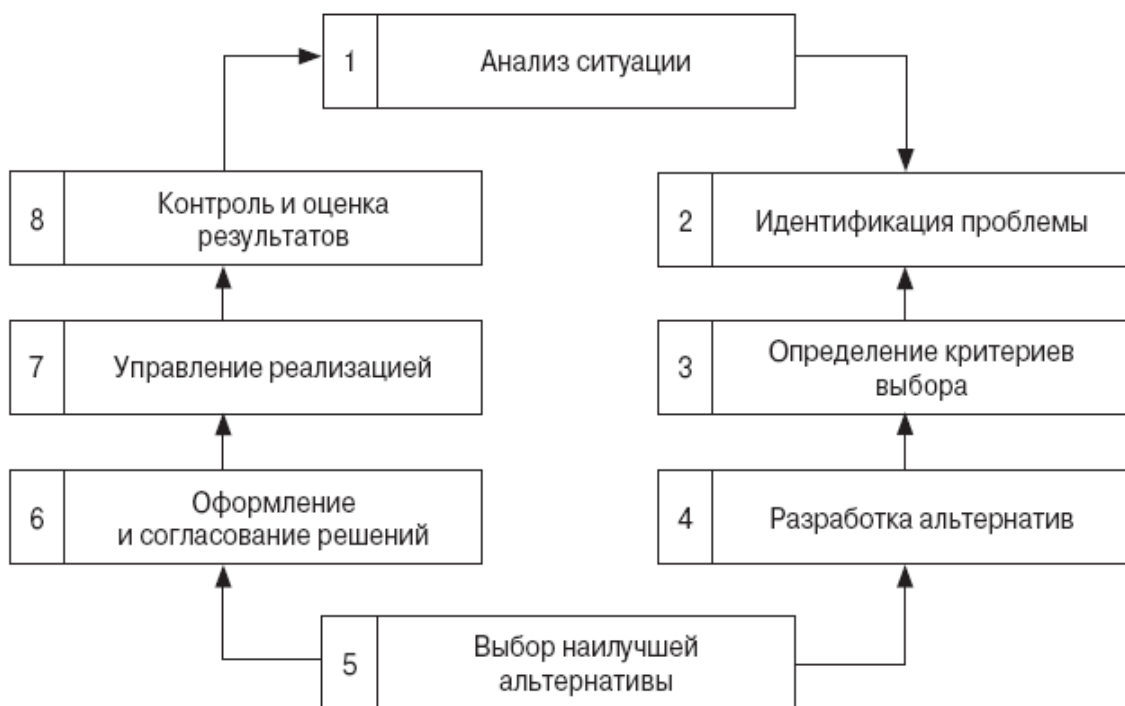 1 Анализ ситуации
8 Контроль и оценка
результатов
2 Идентификация проблемы
7 Управление реализацией
3 Определение критериев
выбора
6 Оформление
и согласование решений
4 Разработка альтернатив
5 Выбор наилучшей
альтернативы